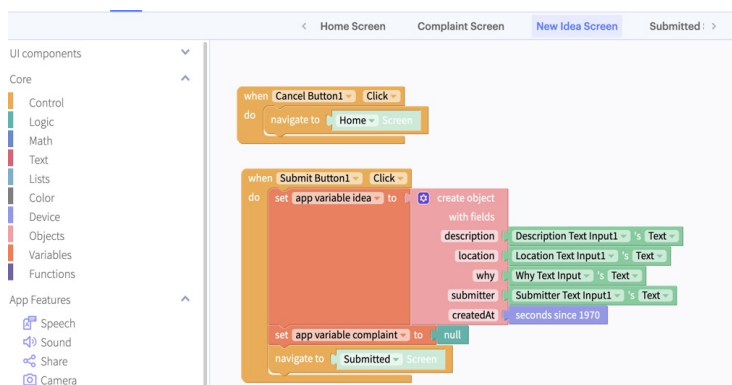 Home Screen
Complaint Screen
New Idea Screen
Submitted
UI components
Core
Control
Logic
Math
Text
Lists
Color
Device
Objects
Variables
Functions
App Features
Speech
Sound
Share
Camera
when Cancel Button1 Click
do navigate to Home Screen
when Submit Button1 Click
do set app variable idea to create object
with fields
description Description Text Input1 's Text
location Location Text Input1 's Text
why Why Text Input 's Text
submitter Submitter Text Input1 's Text
createdAt seconds since 1970
set app variable complaint to null
navigate to Submitted Screen